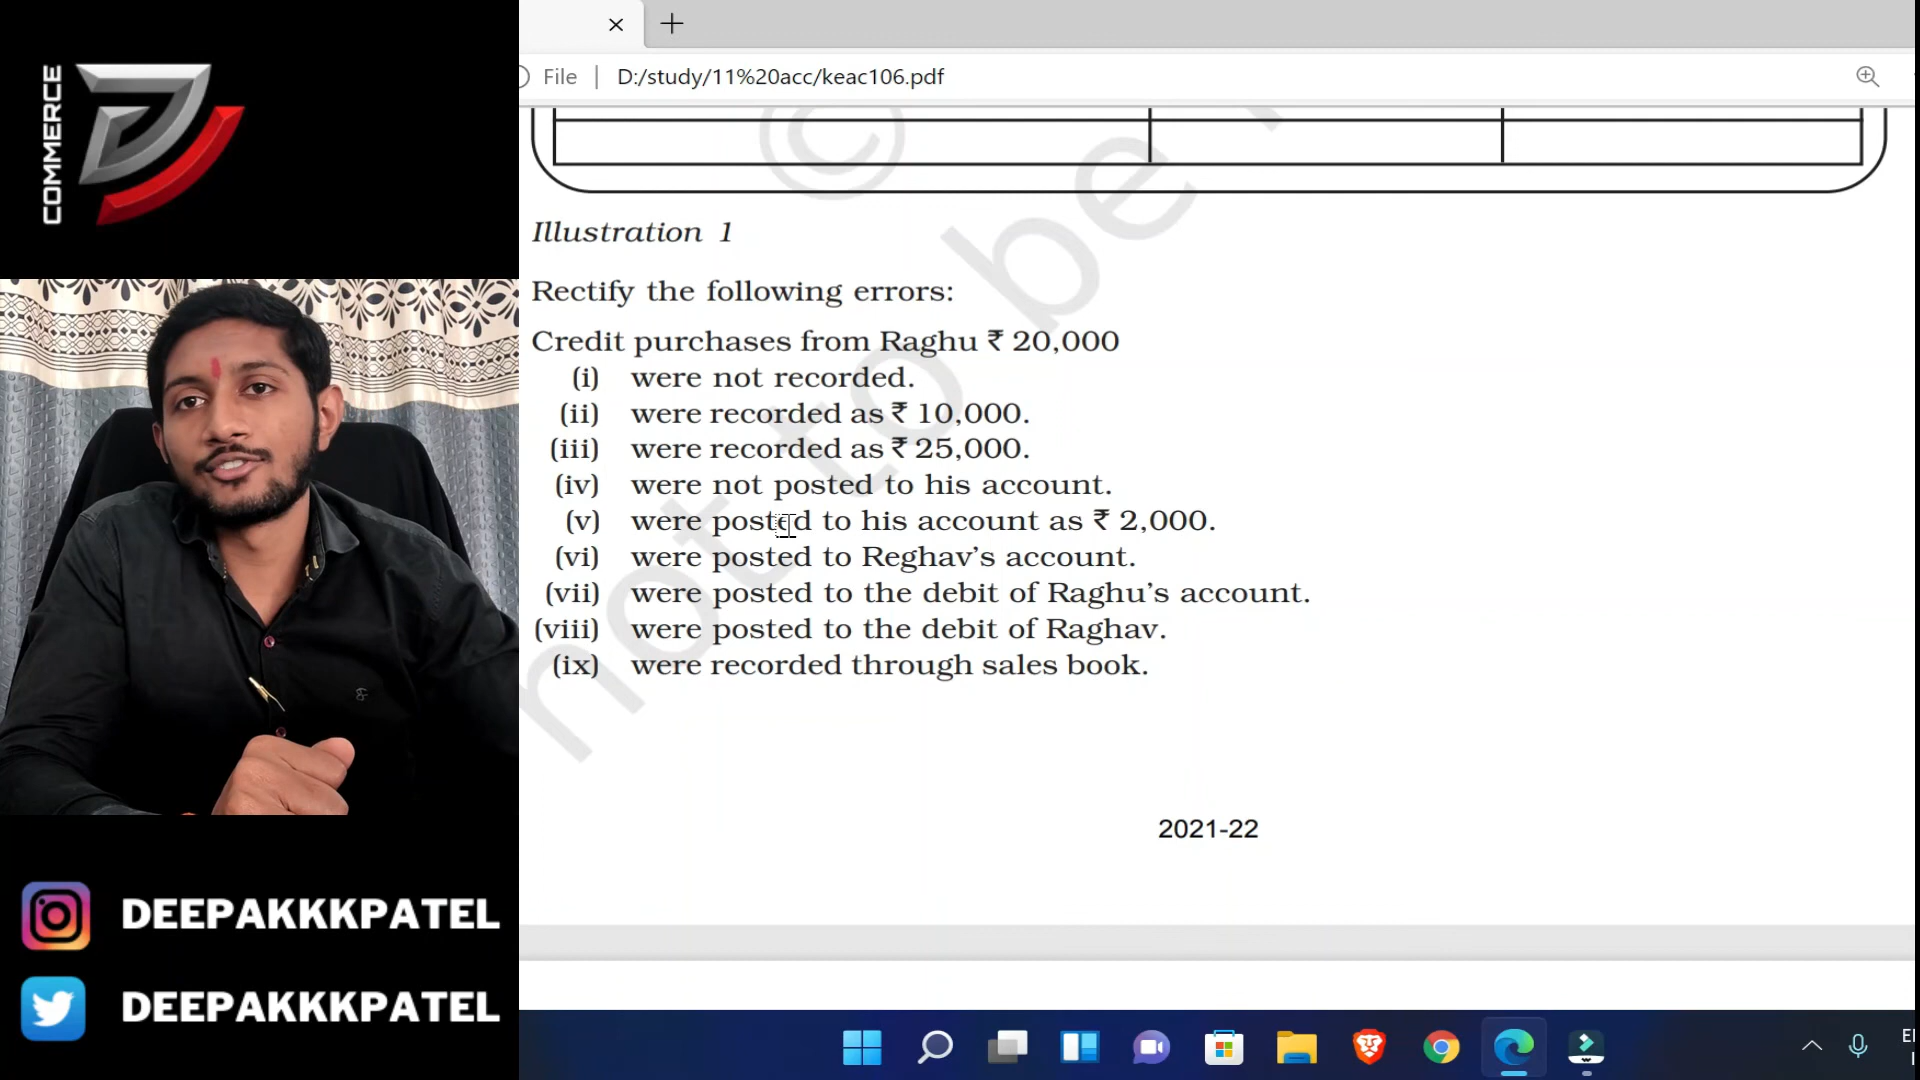 COMMERCE
File | D:/study/11%20acc/keac106.pdf
© not to be
Illustration 1
Rectify the following errors:
Credit purchases from Raghu ₹ 20,000
(i) were not recorded.
(ii) were recorded as ₹ 10,000.
(iii) were recorded as ₹ 25,000.
(iv) were not posted to his account.
(v) were posted to his account as ₹ 2,000.
(vi) were posted to Reghav’s account.
(vii) were posted to the debit of Raghu’s account.
(viii) were posted to the debit of Raghav.
(ix) were recorded through sales book.
2021-22
DEEPAKKKPATEL
DEEPAKKKPATEL